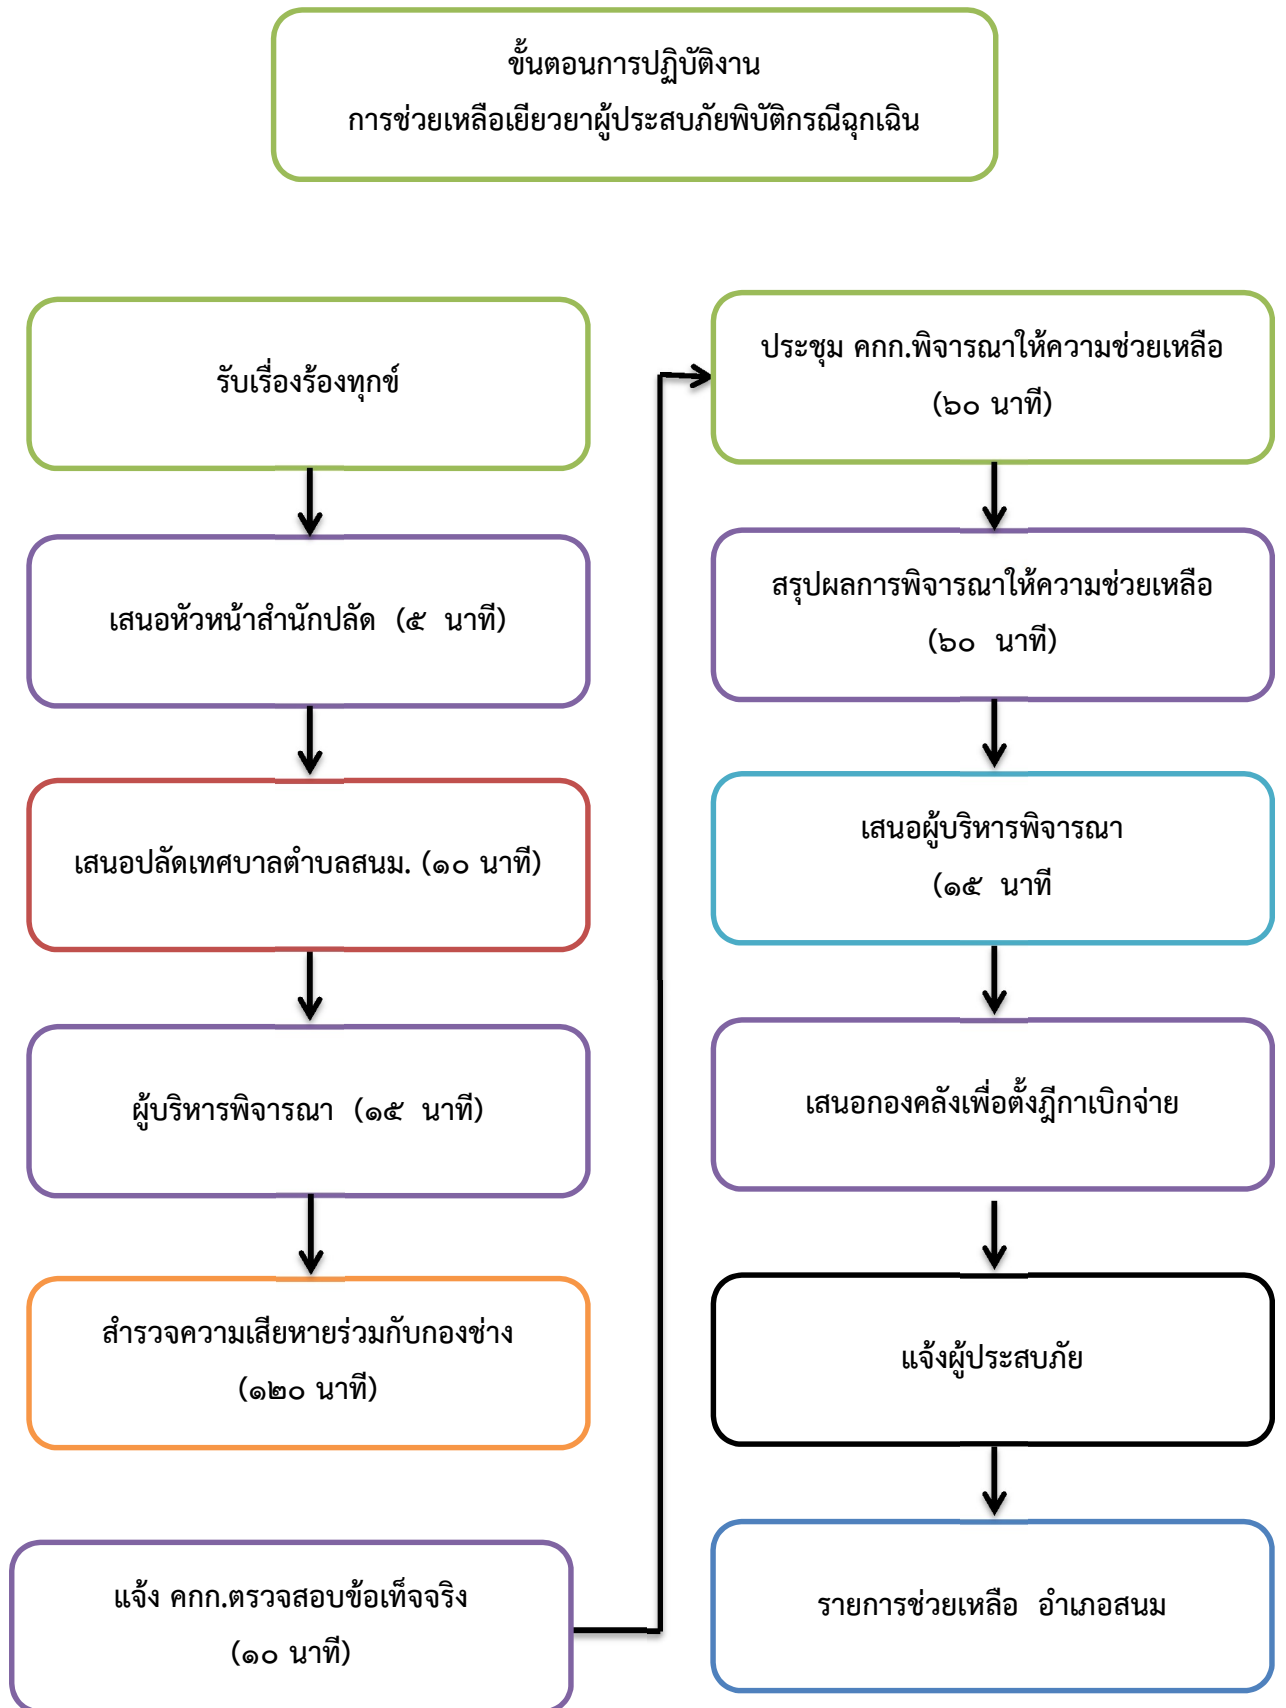 ขั้นตอนการปฏิบัติงาน
การช่วยเหลือเยียวยาผู้ประสบภัยพิบัติกรณีฉุกเฉิน
รับเรื่องร้องทุกข์
เสนอหัวหน้าสำนักปลัด (๕ นาที)
เสนอปลัดเทศบาลตำบลสนม. (๑๐ นาที)
ผู้บริหารพิจารณา (๑๕ นาที)
สำรวจความเสียหายร่วมกับกองช่าง
(๑๒๐ นาที)
แจ้ง คกก.ตรวจสอบข้อเท็จจริง
(๑๐ นาที)
ประชุม คกก.พิจารณาให้ความช่วยเหลือ
(๖๐ นาที)
สรุปผลการพิจารณาให้ความช่วยเหลือ
(๖๐ นาที)
เสนอผู้บริหารพิจารณา
(๑๕ นาที
เสนอกองคลังเพื่อตั้งฎีกาเบิกจ่าย
แจ้งผู้ประสบภัย
รายการช่วยเหลือ อำเภอสนม